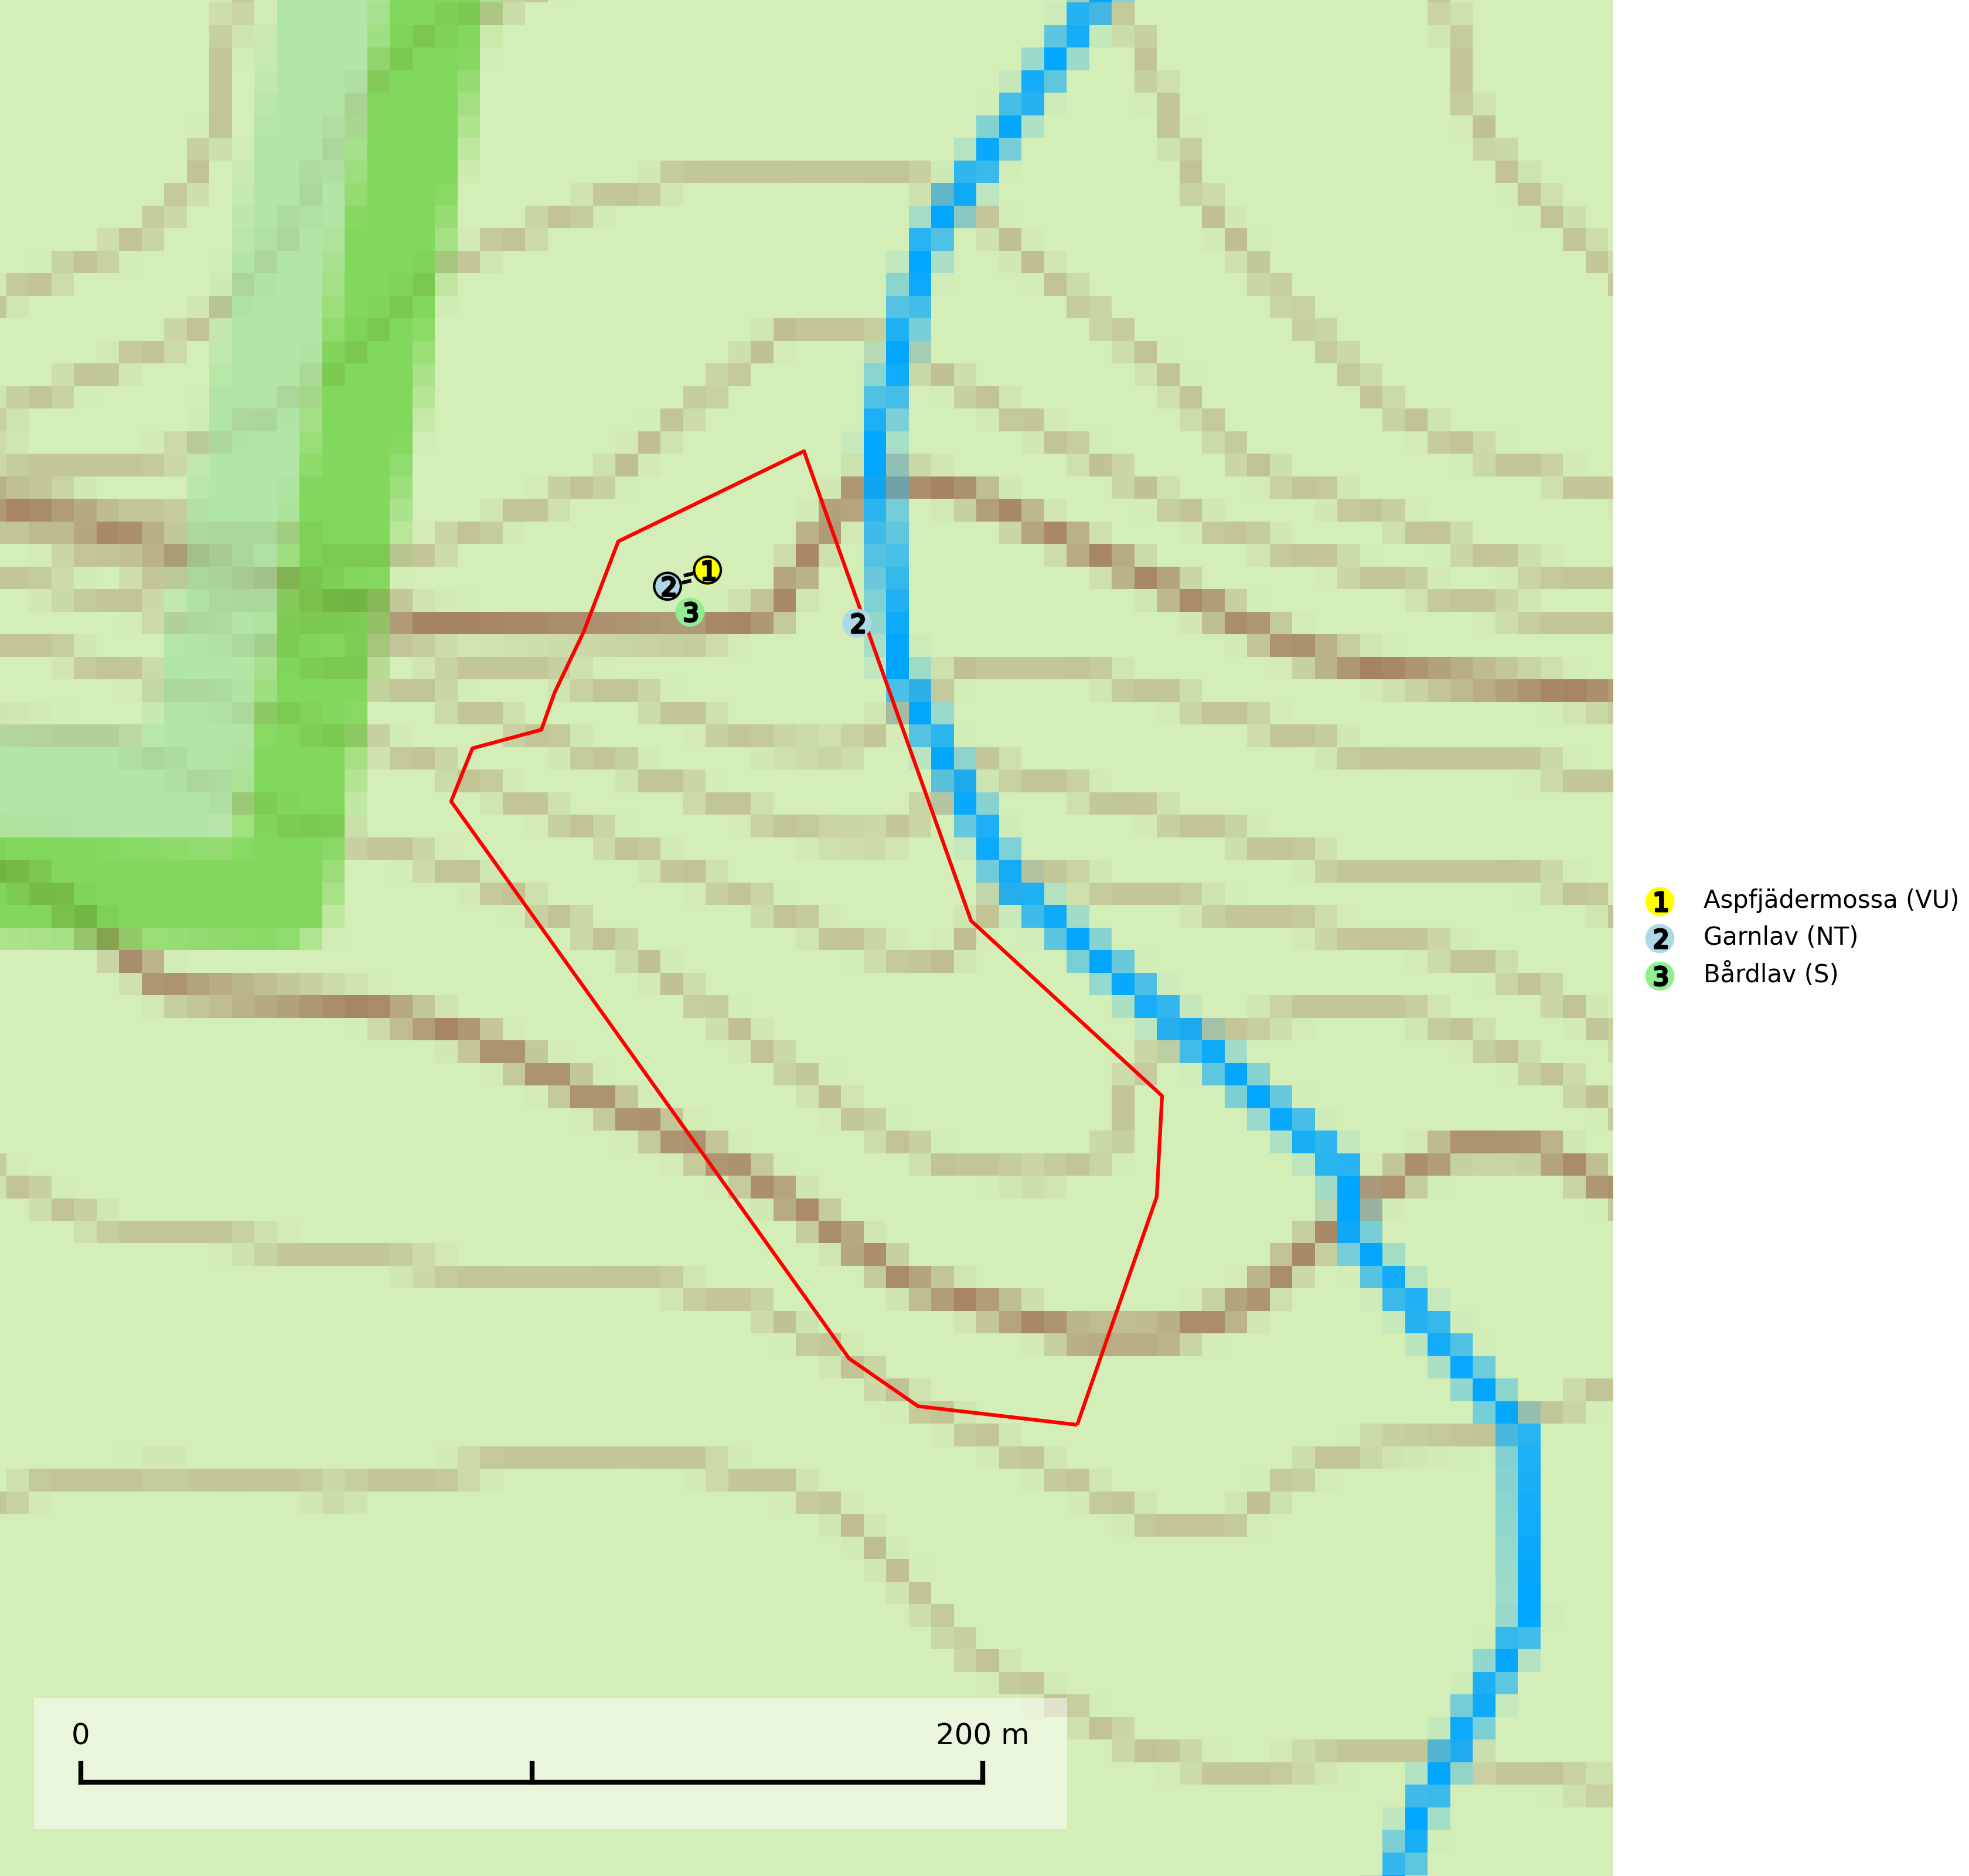 1
2
3
2
1 Aspfjädermossa (VU)
2 Garnlav (NT)
3 Bårdlav (S)
0 200 m